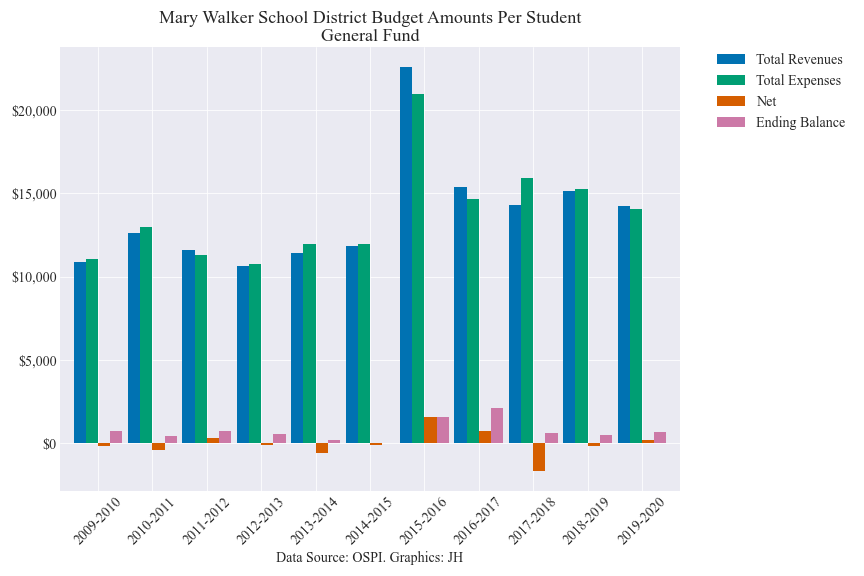 Mary Walker School District Budget Amounts Per Student
General Fund
Total Revenues
Total Expenses
Net
Ending Balance
$20,000
$15,000
$10,000
$5,000
$0
2009-2010
2010-2011
2011-2012
2012-2013
2013-2014
2014-2015
2015-2016
2016-2017
2017-2018
2018-2019
2019-2020
Data Source: OSPI. Graphics: JH